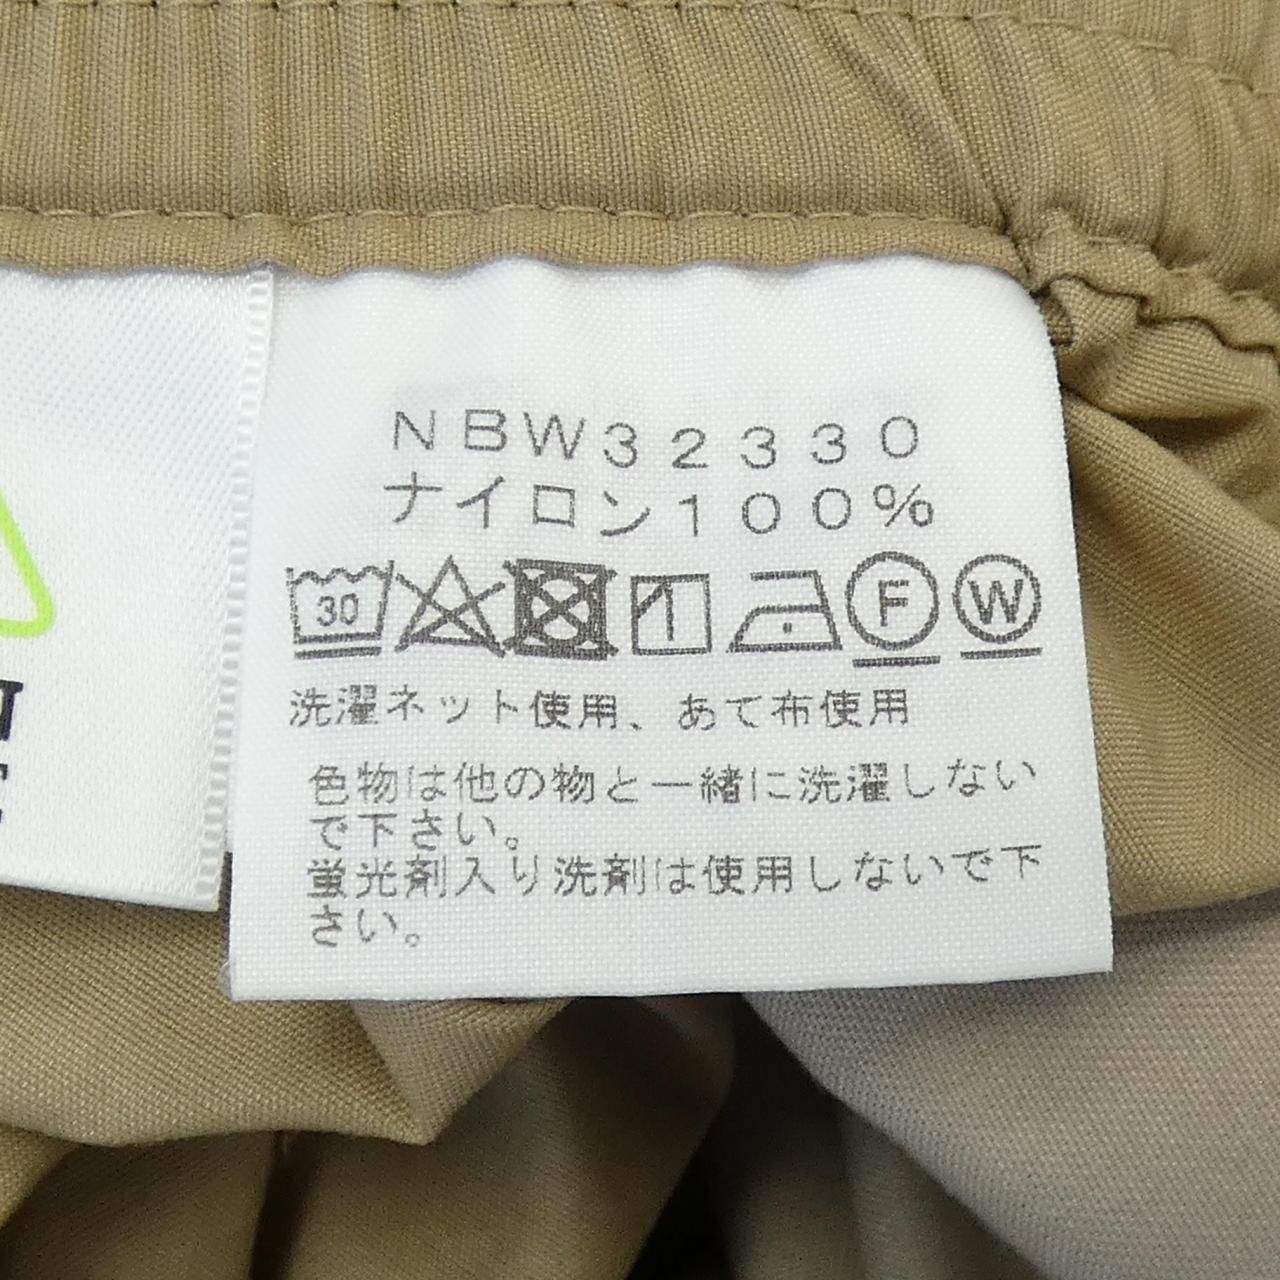 NBW32330
ナイロン100%
30 F W
洗濯ネット使用、あて布使用
色物は他の物と一緒に洗濯しない
で下さい。
蛍光剤入り洗剤は使用しないで下
さい。